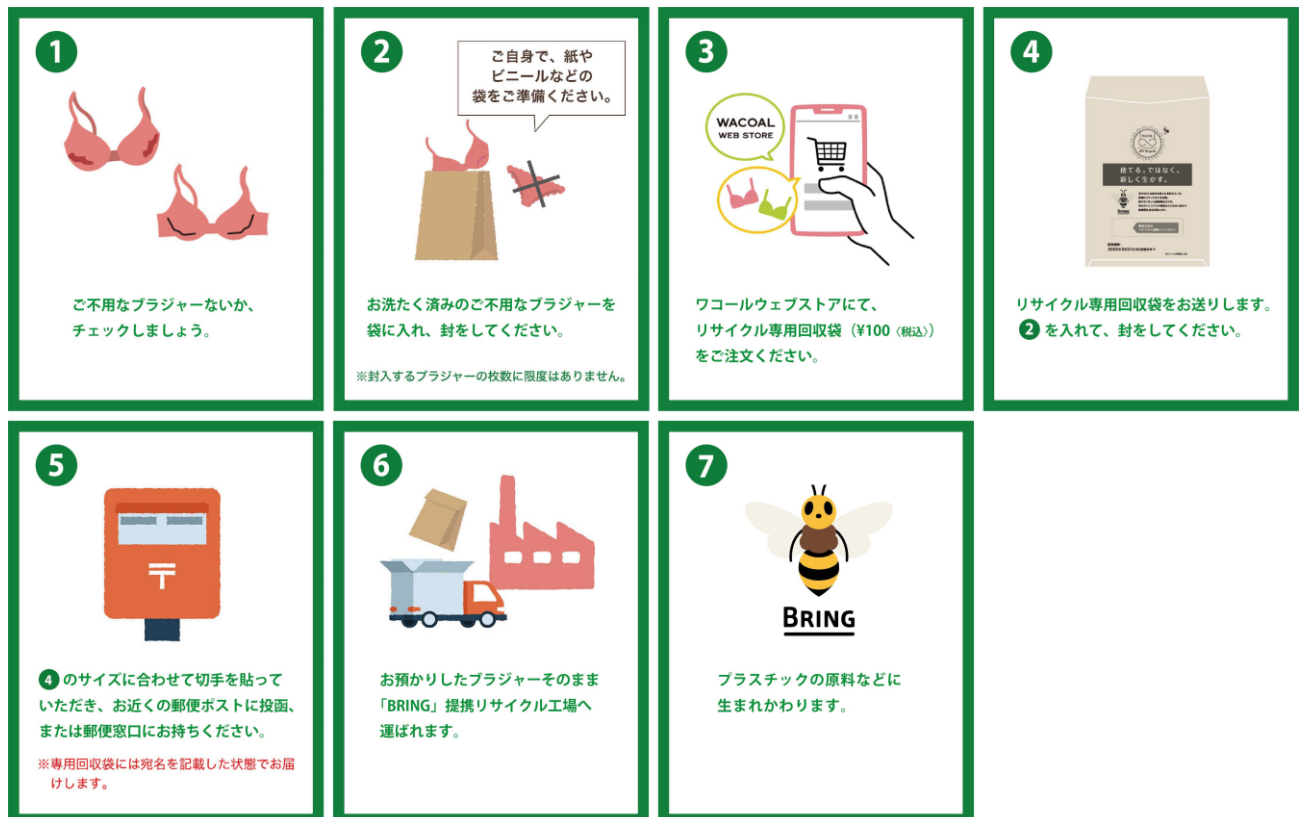 1
ご不用なブラジャーないか、
チェックしましょう。
2
ご自身で、紙や
ビニールなどの
袋をご準備ください。
お洗たく済みのご不用なブラジャーを
袋に入れ、封をしてください。
※封入するブラジャーの枚数に限度はありません。
3
WACOAL
WEB STORE
ワコールウェブストアにて、
リサイクル専用回収袋（¥100〈税込〉）
をご注文ください。
4
捨てる。ではなく、
新しく生かす。
BRING
リサイクル専用回収袋をお送りします。
2 を入れて、封をしてください。
5
〒
4 のサイズに合わせて切手を貼って
いただき、お近くの郵便ポストに投函、
または郵便窓口にお持ちください。
※専用回収袋には宛名を記載した状態でお届
けします。
6
お預かりしたブラジャーそのまま
「BRING」提携リサイクル工場へ
運ばれます。
7
BRING
プラスチックの原料などに
生まれかわります。